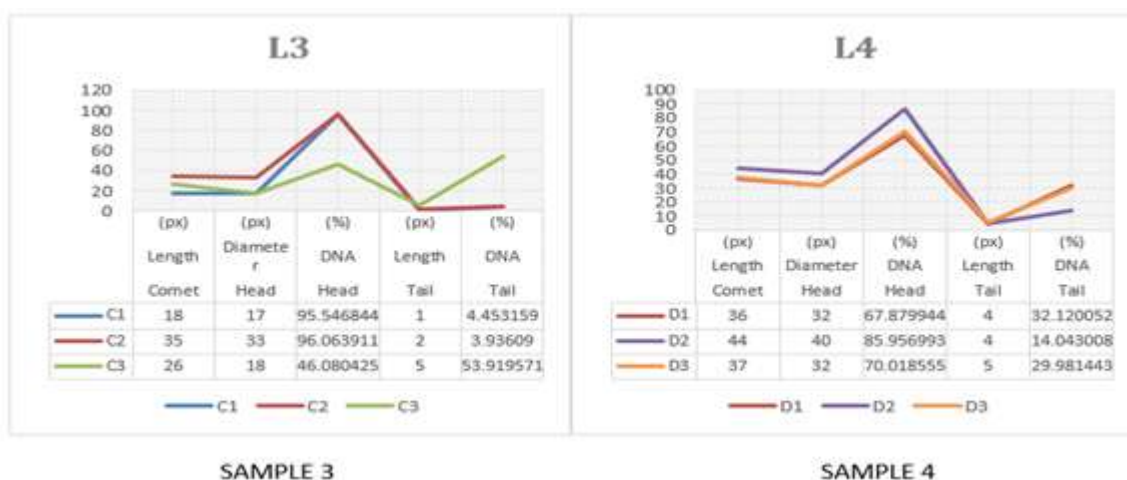 L3
120
100
80
60
40
20
0
(px) (px) (%) (px) (%)
Length Diamete
r DNA Length DNA
Comet Head Head Tail Tail
C1 18 17 95.546844 1 4.453159
C2 35 33 96.063911 2 3.93609
C3 26 18 46.080425 5 53.919571
C1 C2 C3
SAMPLE 3
L4
100
90
80
70
60
50
40
30
20
10
0
(px) (px) (%) (px) (%)
Length Diameter DNA Length DNA
Comet Head Head Tail Tail
D1 36 32 67.879944 4 32.120052
D2 44 40 85.956993 4 14.043008
D3 37 32 70.018555 5 29.981443
D1 D2 D3
SAMPLE 4